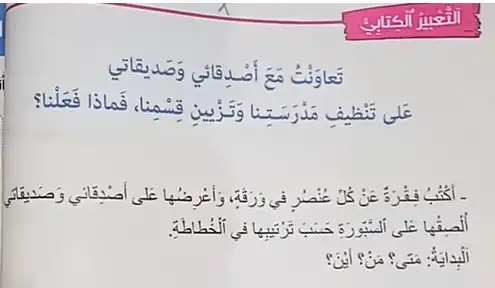 ٨
التَّعْبيرُ الْكِتابِيُّ
تَعاوَنْتُ مَعَ أَصْدِقائي وَصَديقاتي
عَلى تَنْظيفِ مَدْرَسَتِنا وَتَزْيينِ قِسْمِنا، فَماذا فَعَلْنا؟
- أَكْتُبُ فِقْرَةً عَنْ كُلِّ عُنْصُرٍ في وَرَقَةٍ، وَأَعْرِضُها عَلى أَصْدِقائي وَصَديقاتي
أُلْصِقُها عَلى السَّبّورَةِ حَسَبَ تَرْتيبِها في الْخُطاطَةِ.
الْبِدايَةُ: مَتى؟ مَنْ؟ أَيْنَ؟